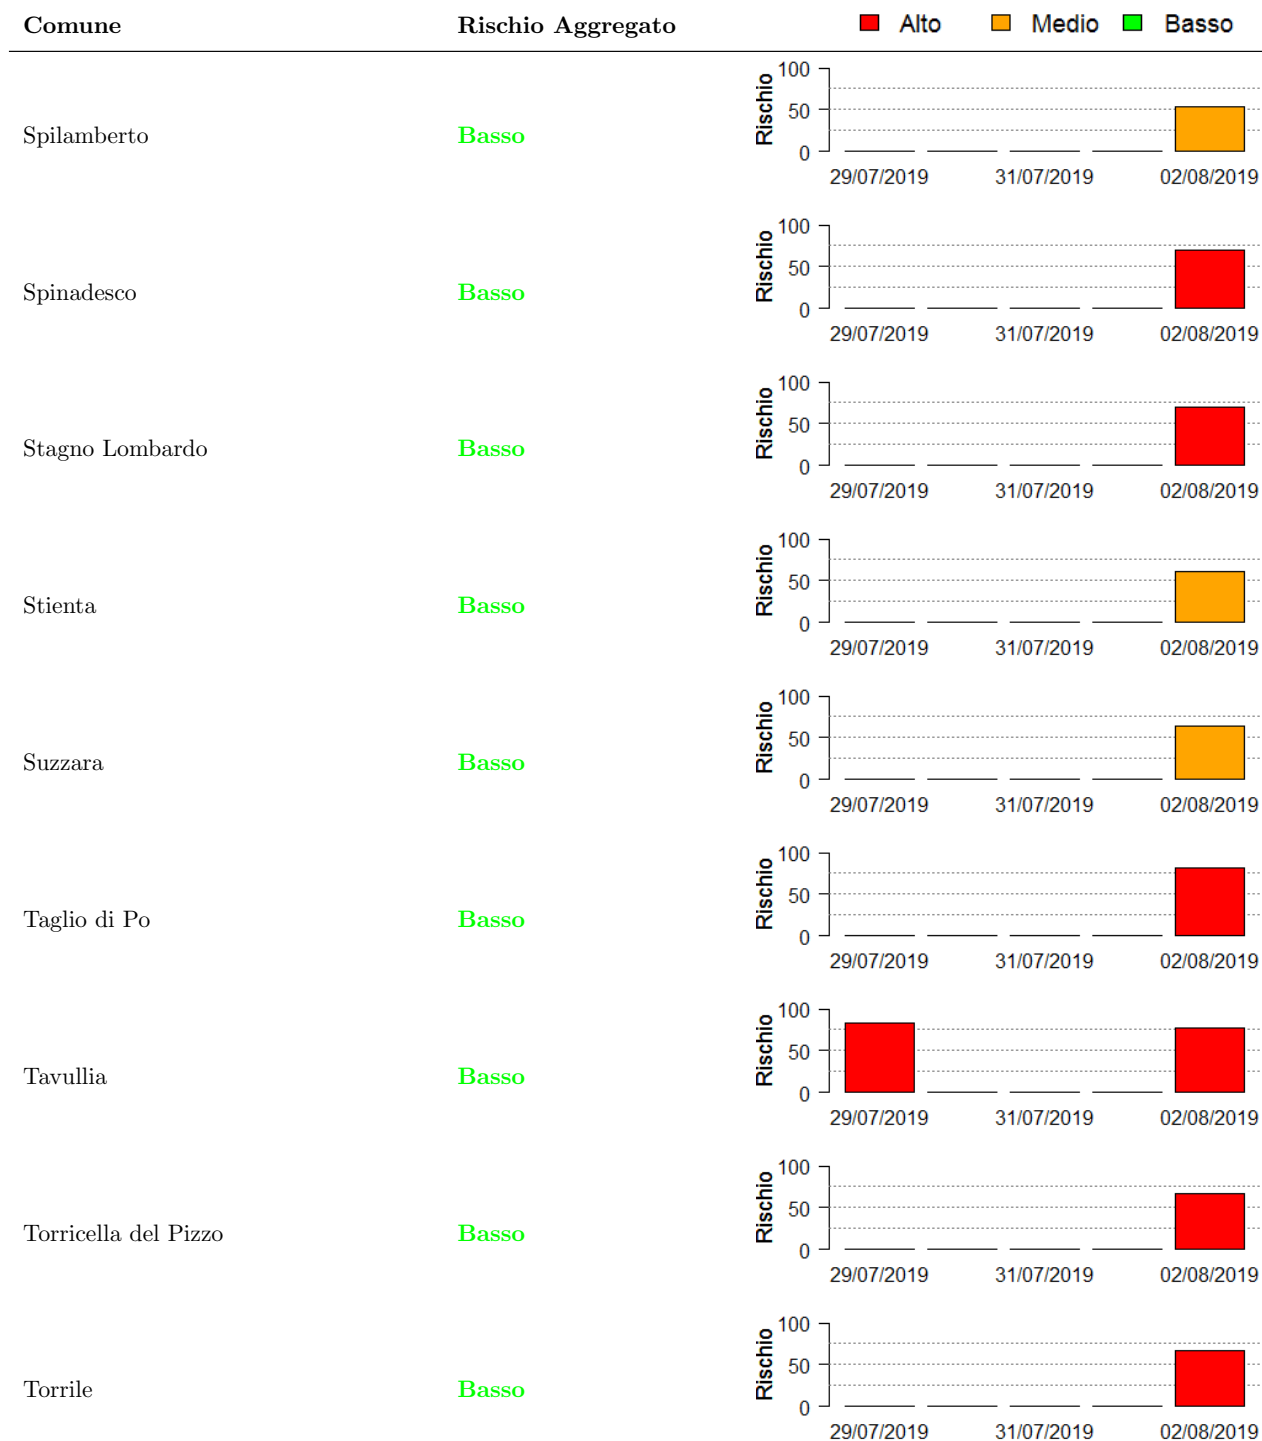 Comune Rischio Aggregato Alto Medio Basso
Spilamberto Basso
Rischio
100
50
0
29/07/2019 31/07/2019 02/08/2019
Spinadesco Basso
Rischio
100
50
0
29/07/2019 31/07/2019 02/08/2019
Stagno Lombardo Basso
Rischio
100
50
0
29/07/2019 31/07/2019 02/08/2019
Stienta Basso
Rischio
100
50
0
29/07/2019 31/07/2019 02/08/2019
Suzzara Basso
Rischio
100
50
0
29/07/2019 31/07/2019 02/08/2019
Taglio di Po Basso
Rischio
100
50
0
29/07/2019 31/07/2019 02/08/2019
Tavullia Basso
Rischio
100
50
0
29/07/2019 31/07/2019 02/08/2019
Torricella del Pizzo Basso
Rischio
100
50
0
29/07/2019 31/07/2019 02/08/2019
Torrile Basso
Rischio
100
50
0
29/07/2019 31/07/2019 02/08/2019